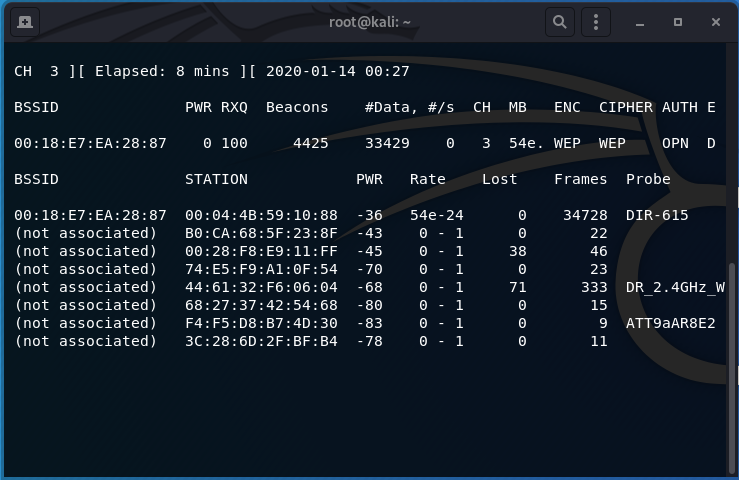 root@kali: ~
CH  3 ][ Elapsed: 8 mins ][ 2020-01-14 00:27
BSSID              PWR RXQ  Beacons    #Data, #/s  CH  MB   ENC  CIPHER AUTH E
00:18:E7:EA:28:87    0 100     4425    33429    0   3  54e. WEP  WEP    OPN  D
BSSID              STATION            PWR   Rate    Lost    Frames  Probe
00:18:E7:EA:28:87  00:04:4B:59:10:88  -36   54e-24      0    34728  DIR-615
(not associated)   B0:CA:68:5F:23:8F  -43    0 - 1      0       22
(not associated)   00:28:F8:E9:11:FF  -45    0 - 1     38       46
(not associated)   74:E5:F9:A1:0F:54  -70    0 - 1      0       23
(not associated)   44:61:32:F6:06:04  -68    0 - 1     71      333  DR_2.4GHz_W
(not associated)   68:27:37:42:54:68  -80    0 - 1      0       15
(not associated)   F4:F5:D8:B7:4D:30  -83    0 - 1      0        9  ATT9aAR8E2
(not associated)   3C:28:6D:2F:BF:B4  -78    0 - 1      0       11